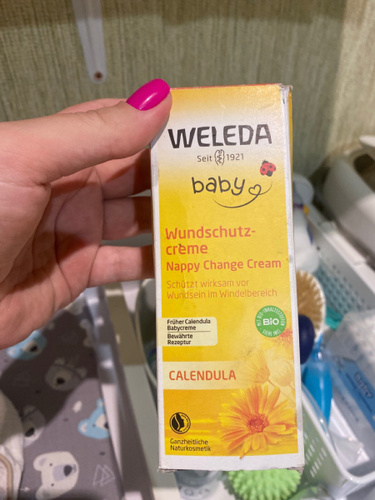 WELEDA
Seit 1921
baby
Wundschutz-
crème
Nappy Change Cream
Schützt wirksam vor
Wundsein im Windelbereich
Früher Calendula
Babycreme
Bewährte
Rezeptur
BIO
CALENDULA
Ganzheitliche
Naturkosmetik